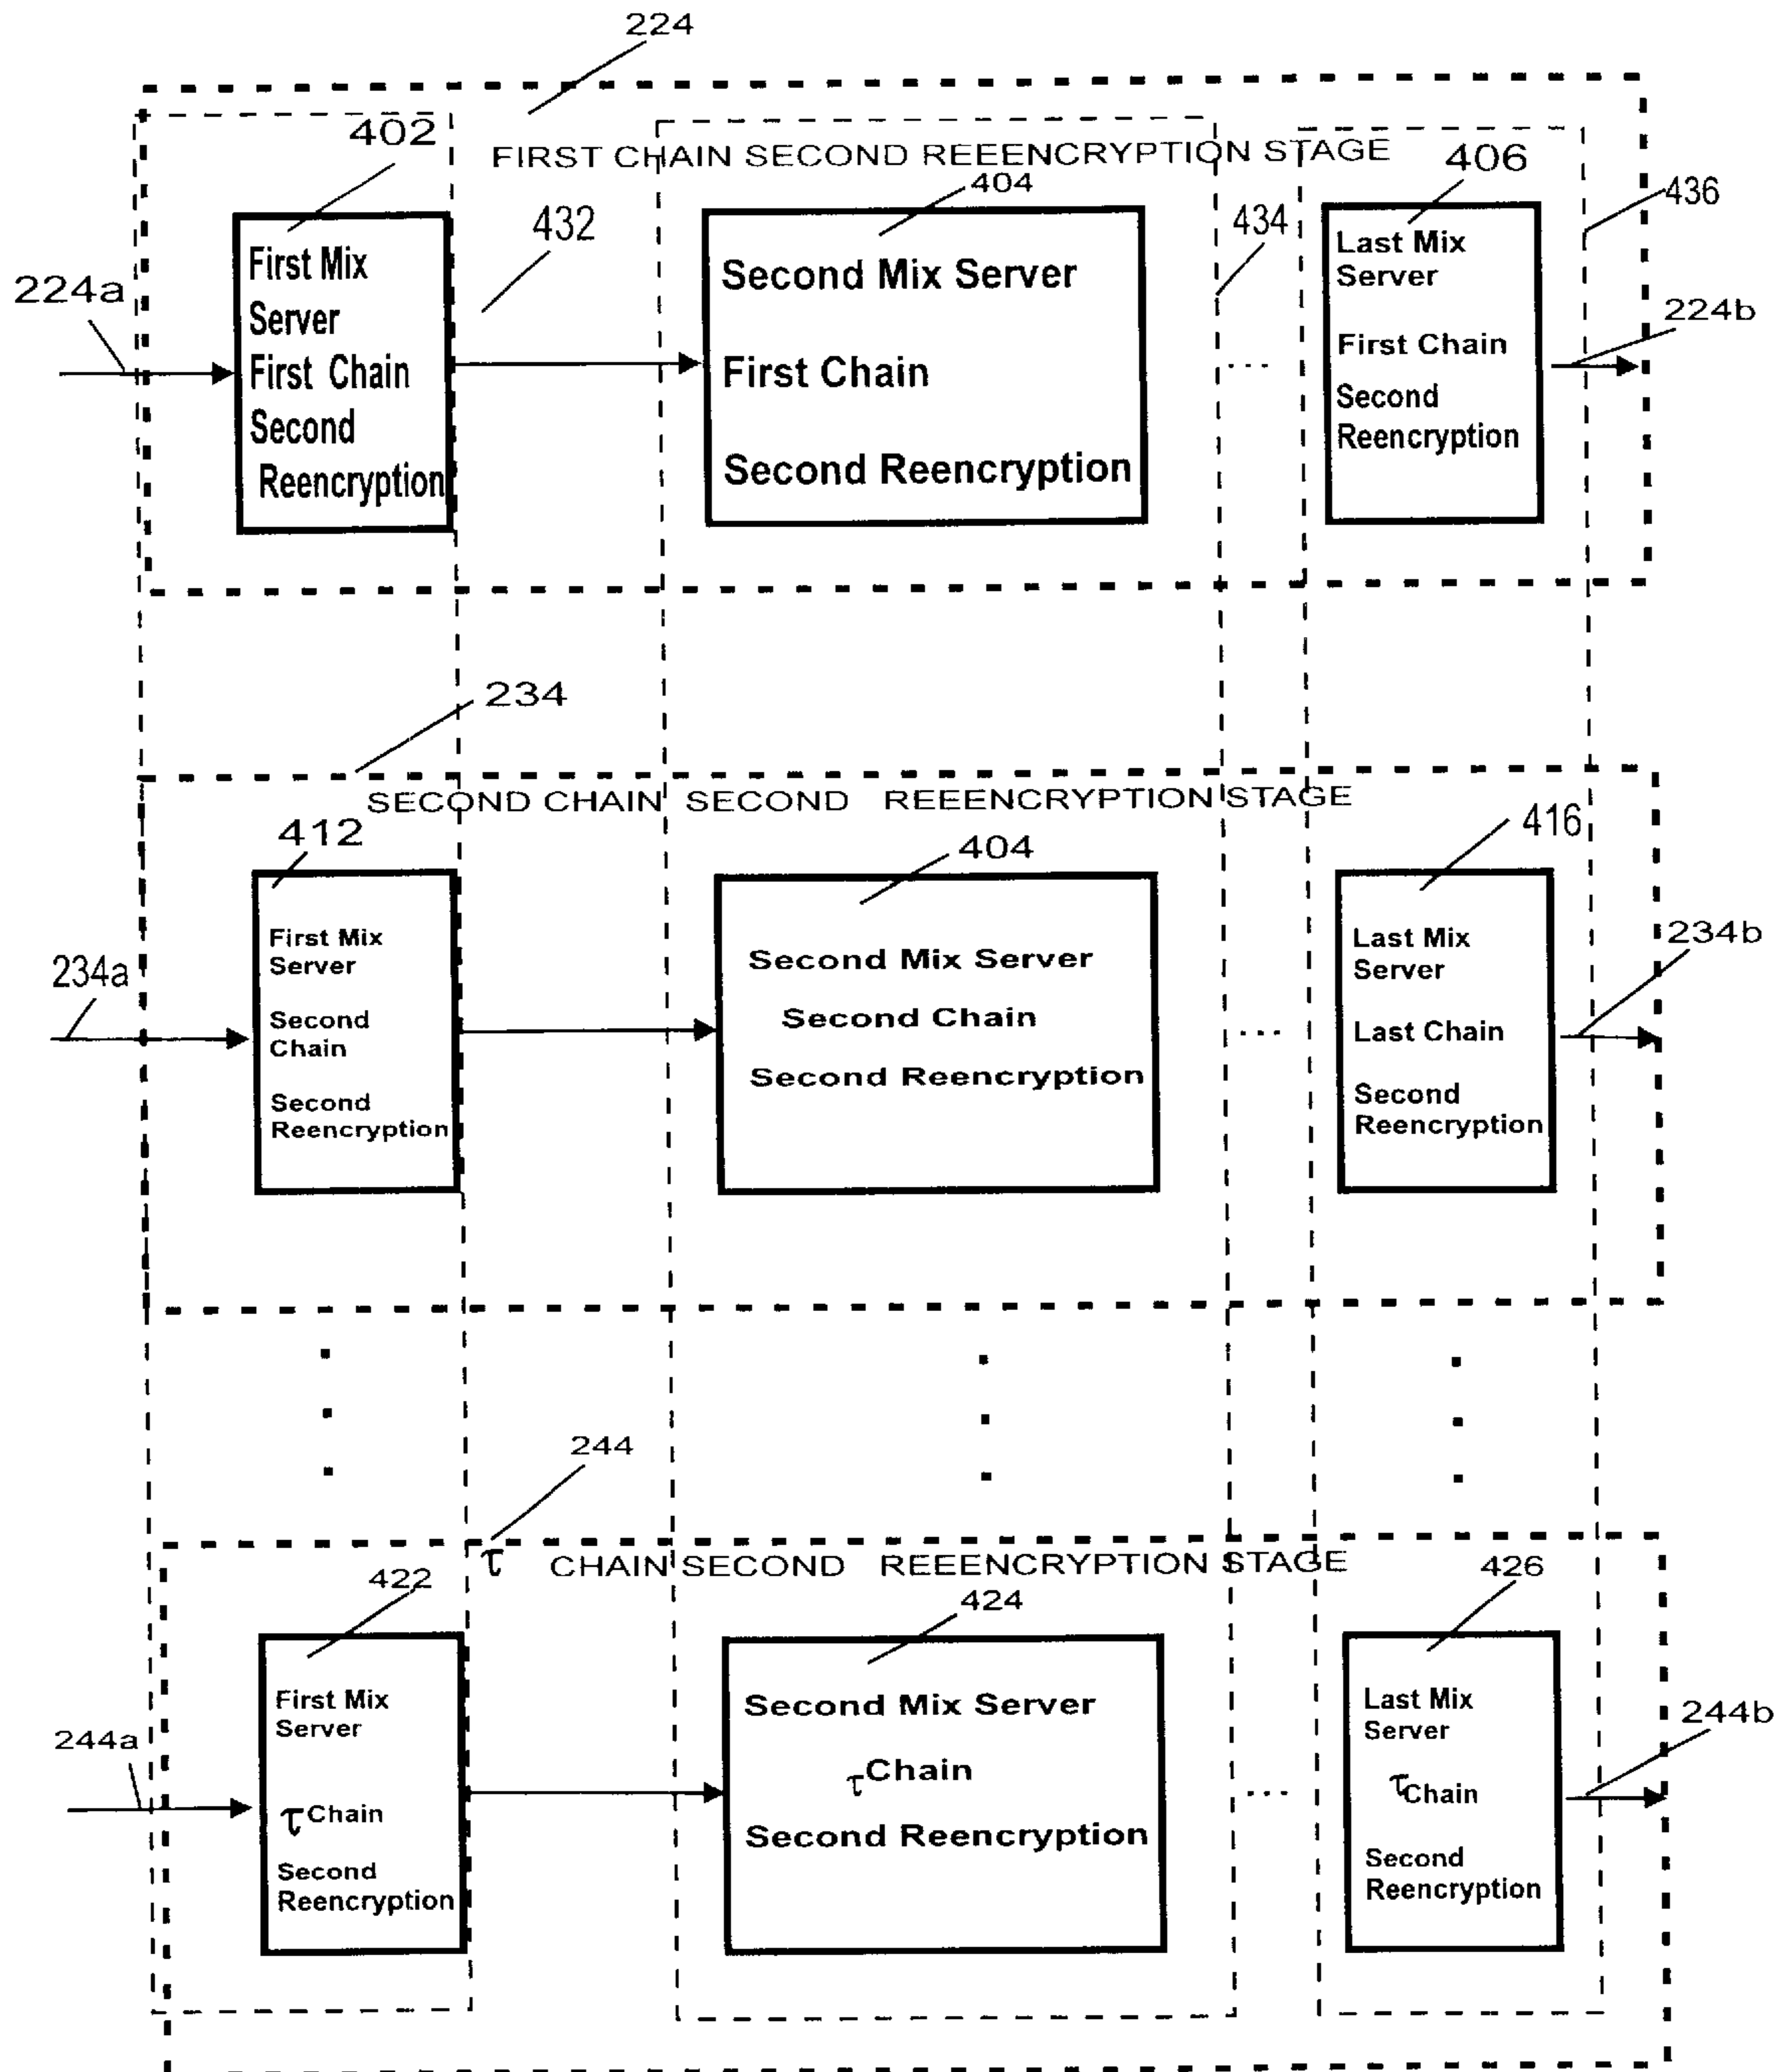 224
FIRST CHAIN SECOND REEENCRYPTION STAGE
402
404
406
436
432
434
224a
224b
First Mix
Server
First Chain
Second
Reencryption
Second Mix Server
First Chain
Second Reencryption
Last Mix
Server
First Chain
Second
Reencryption
...
234
SECOND CHAIN SECOND REEENCRYPTION STAGE
412
404
416
234a
234b
First Mix
Server
Second
Chain
Second
Reencryption
Second Mix Server
Second Chain
Second Reencryption
...
Last Mix
Server
Last Chain
Second
Reencryption
244
τ CHAIN SECOND REEENCRYPTION STAGE
422
424
426
244a
244b
First Mix
Server
τ Chain
Second
Reencryption
Second Mix Server
τ Chain
Second Reencryption
...
Last Mix
Server
τ Chain
Second
Reencryption